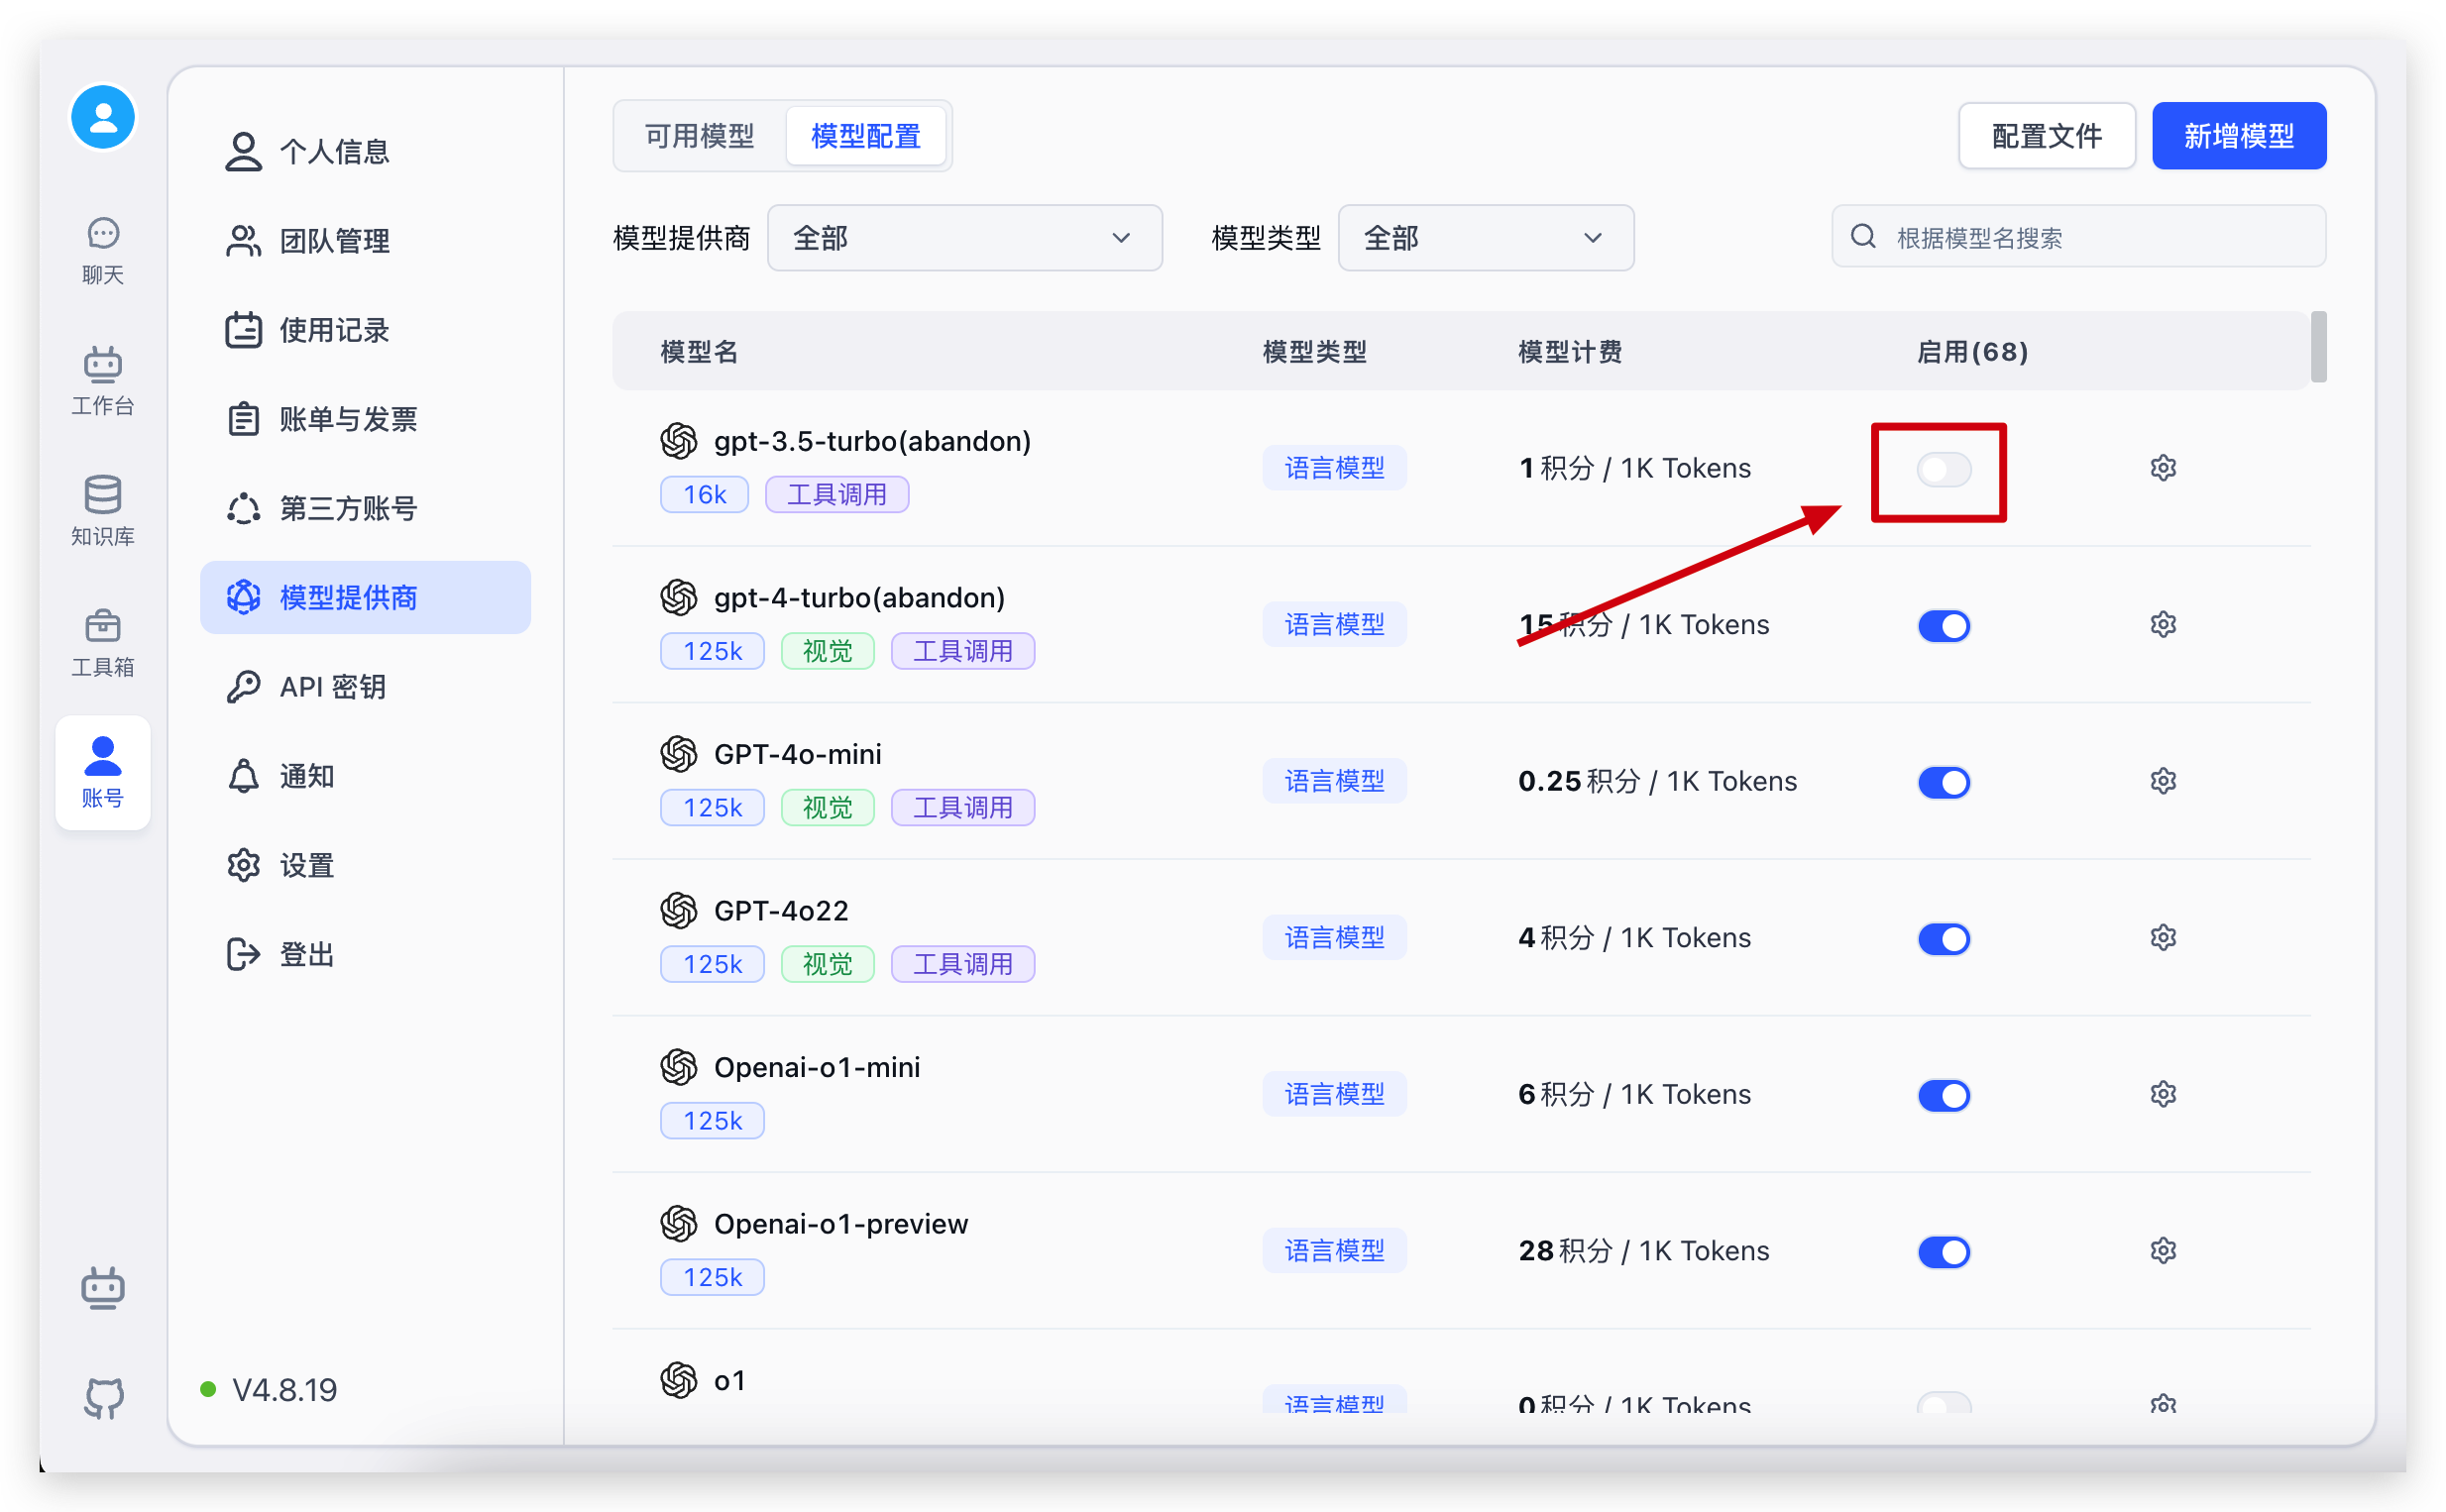 聊天
工作台
知识库
工具箱
账号
个人信息
团队管理
使用记录
账单与发票
第三方账号
模型提供商
API 密钥
通知
设置
登出
V4.8.19
可用模型 模型配置 配置文件 新增模型
模型提供商 全部 模型类型 全部 根据模型名搜索
模型名 模型类型 模型计费 启用(68)
gpt-3.5-turbo(abandon)
16k 工具调用 语言模型 1 积分 / 1K Tokens
gpt-4-turbo(abandon)
125k 视觉 工具调用 语言模型 15 积分 / 1K Tokens
GPT-4o-mini
125k 视觉 工具调用 语言模型 0.25 积分 / 1K Tokens
GPT-4o22
125k 视觉 工具调用 语言模型 4 积分 / 1K Tokens
Openai-o1-mini
125k 语言模型 6 积分 / 1K Tokens
Openai-o1-preview
125k 语言模型 28 积分 / 1K Tokens
o1
语言模型 0 积分 / 1K Tokens